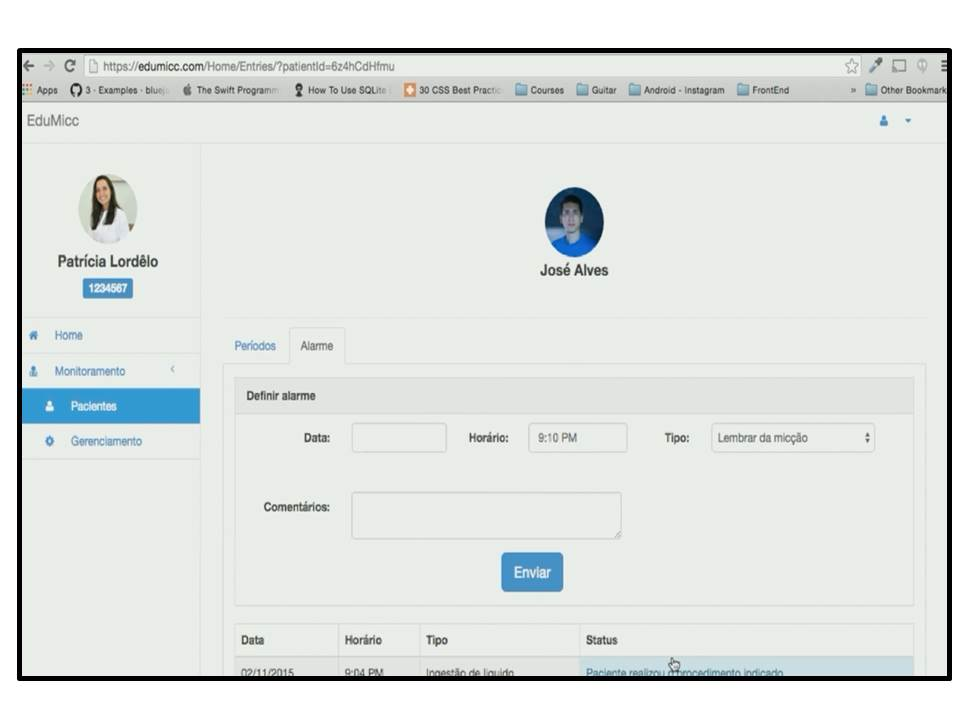 https://edumicc.com/Home/Entries/?patientId=6z4hCdHfmu
Apps 3 - Examples - blueja The Swift Programm How To Use SQLite 30 CSS Best Practic Courses Guitar Android - Instagram FrontEnd » Other Bookmark
EduMicc
Patrícia Lordêlo
1234567
José Alves
Home
Monitoramento
Pacientes
Gerenciamento
Períodos Alarme
Definir alarme
Data: Horário: 9:10 PM Tipo: Lembrar da micção
Comentários:
Enviar
Data Horário Tipo Status
02/11/2015 9:04 PM Ingestão de líquido Paciente realizou o procedimento indicado